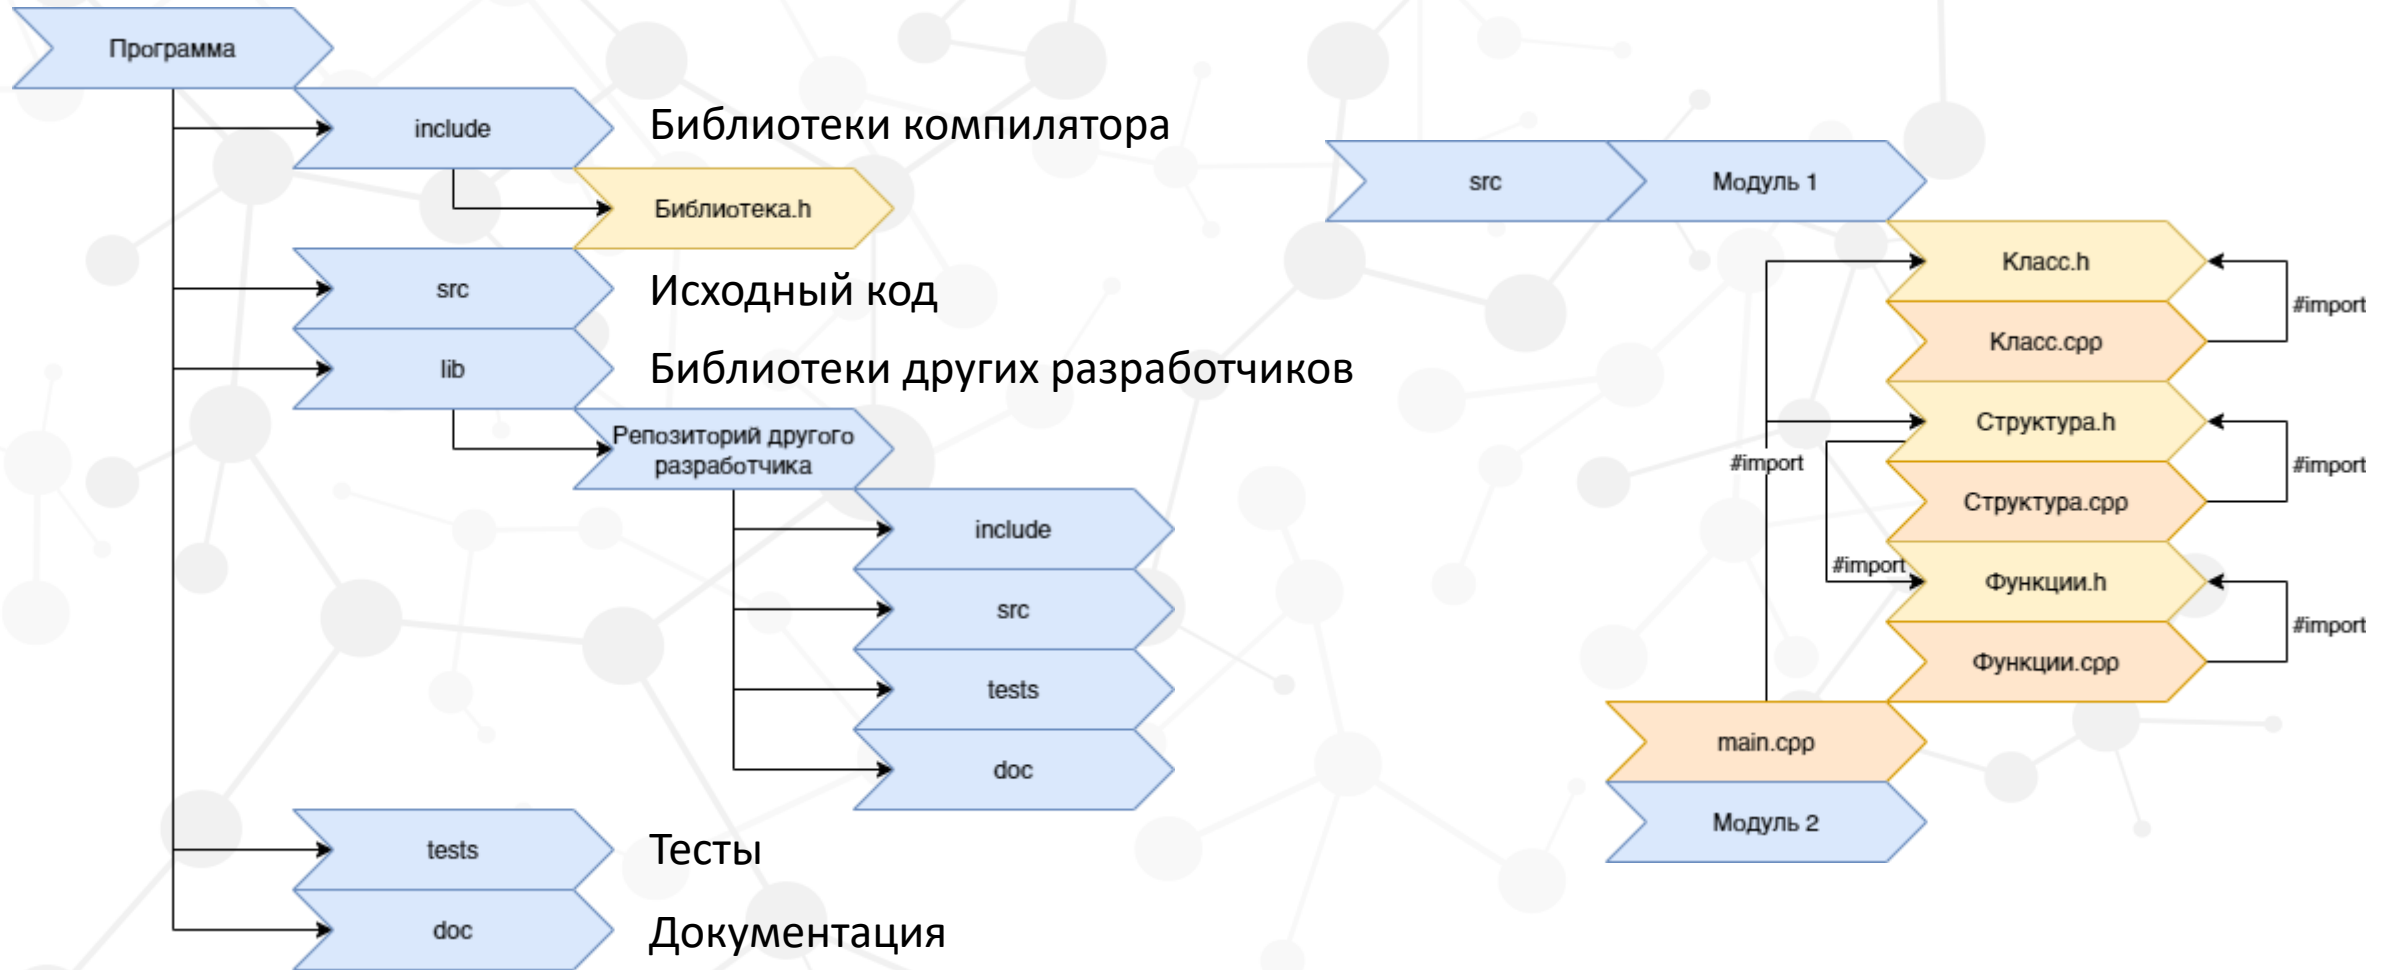 Программа
include
Библиотеки компилятора
Библиотека.h
src
Исходный код
lib
Библиотеки других разработчиков
Репозиторий другого
разработчика
include
src
tests
doc
tests
Тесты
doc
Документация
src
Модуль 1
Класс.h
#import
Класс.cpp
Структура.h
#import
#import
Структура.cpp
#import
Функции.h
#import
Функции.cpp
main.cpp
Модуль 2